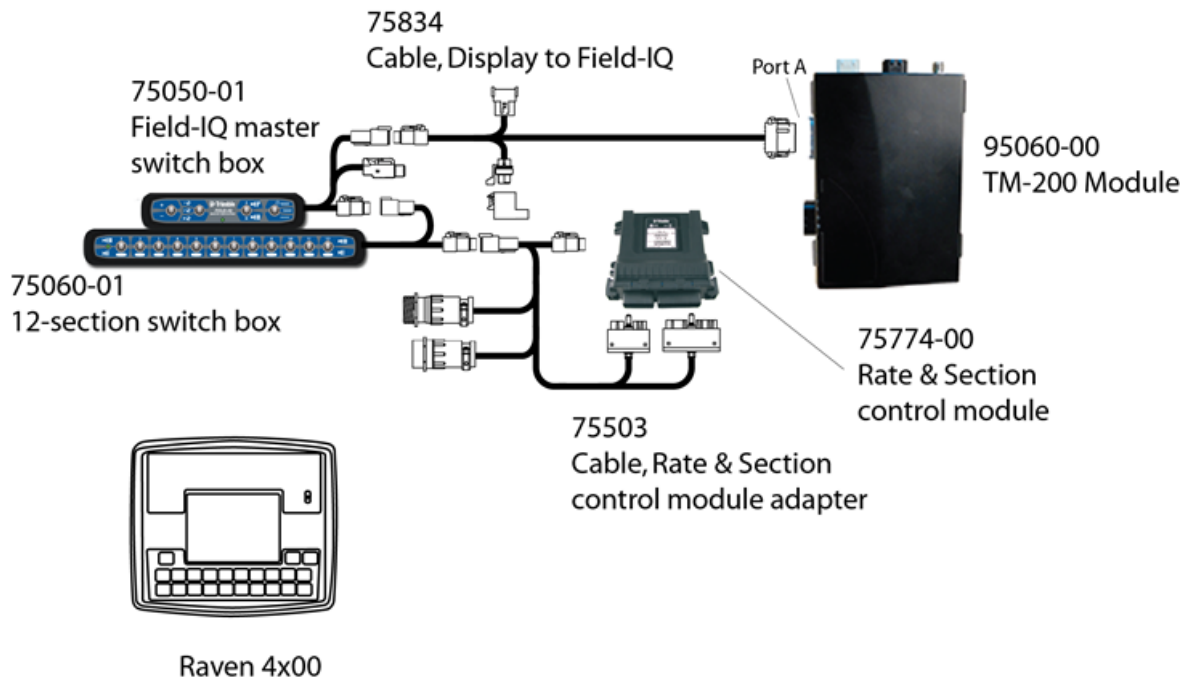 75834
Cable, Display to Field-IQ
Port A
75050-01
Field-IQ master
switch box
95060-00
TM-200 Module
Trimble
75060-01
12-section switch box
75774-00
Rate & Section
control module
75503
Cable, Rate & Section
control module adapter
Raven 4x00